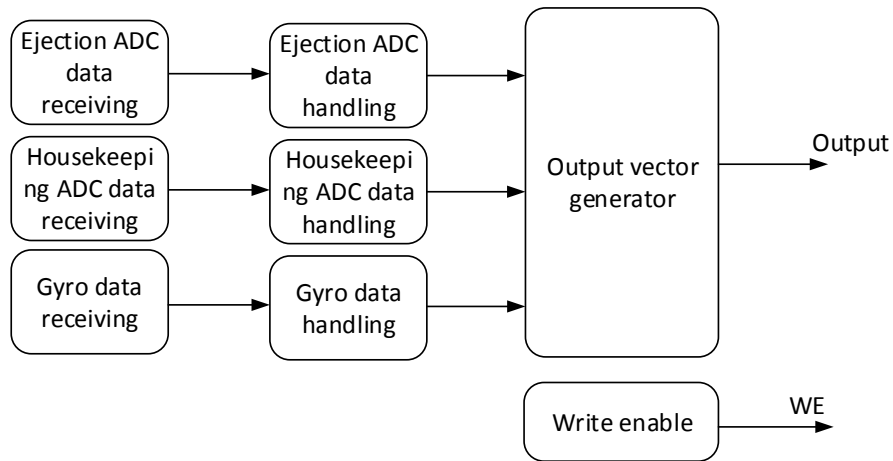 Ejection ADC
data
receiving
Ejection ADC
data
handling
Housekeepi
ng ADC data
receiving
Housekeepi
ng ADC data
handling
Gyro data
receiving
Gyro data
handling
Output vector
generator
Output
Write enable
WE